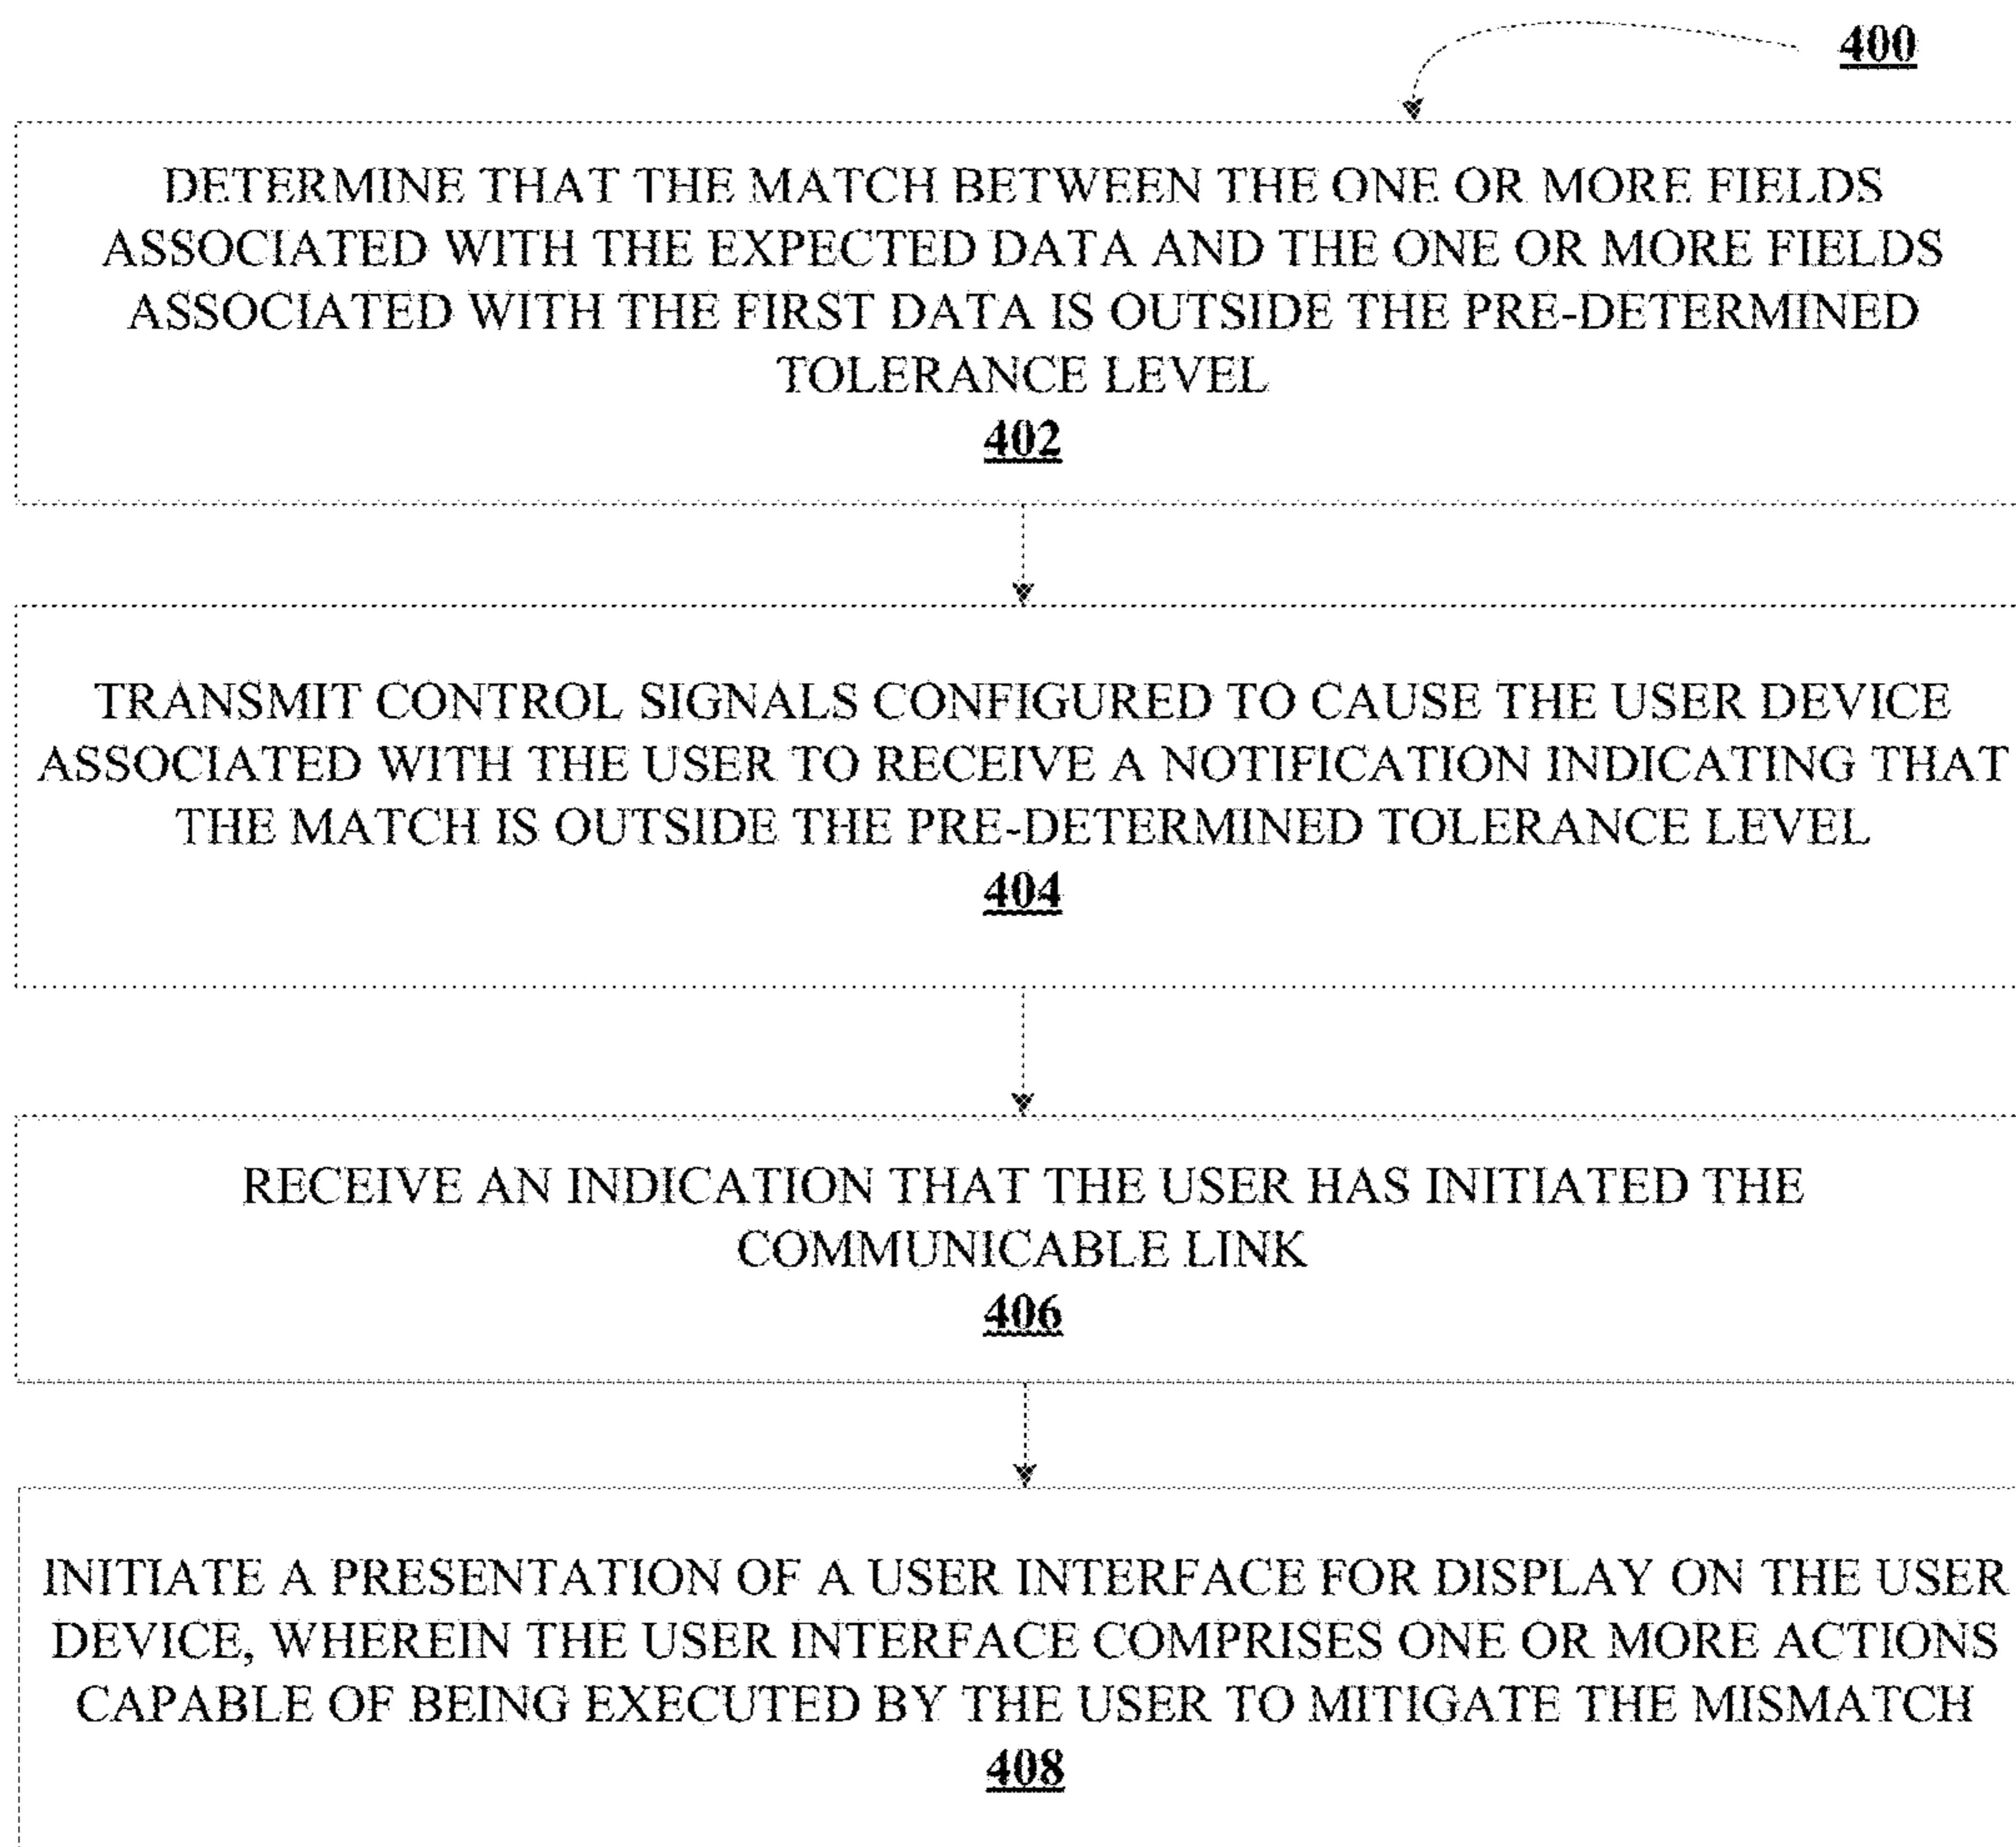 400
DETERMINE THAT THE MATCH BETWEEN THE ONE OR MORE FIELDS
ASSOCIATED WITH THE EXPECTED DATA AND THE ONE OR MORE FIELDS
ASSOCIATED WITH THE FIRST DATA IS OUTSIDE THE PRE-DETERMINED
TOLERANCE LEVEL
402
TRANSMIT CONTROL SIGNALS CONFIGURED TO CAUSE THE USER DEVICE
ASSOCIATED WITH THE USER TO RECEIVE A NOTIFICATION INDICATING THAT
THE MATCH IS OUTSIDE THE PRE-DETERMINED TOLERANCE LEVEL
404
RECEIVE AN INDICATION THAT THE USER HAS INITIATED THE
COMMUNICABLE LINK
406
INITIATE A PRESENTATION OF A USER INTERFACE FOR DISPLAY ON THE USER
DEVICE, WHEREIN THE USER INTERFACE COMPRISES ONE OR MORE ACTIONS
CAPABLE OF BEING EXECUTED BY THE USER TO MITIGATE THE MISMATCH
408